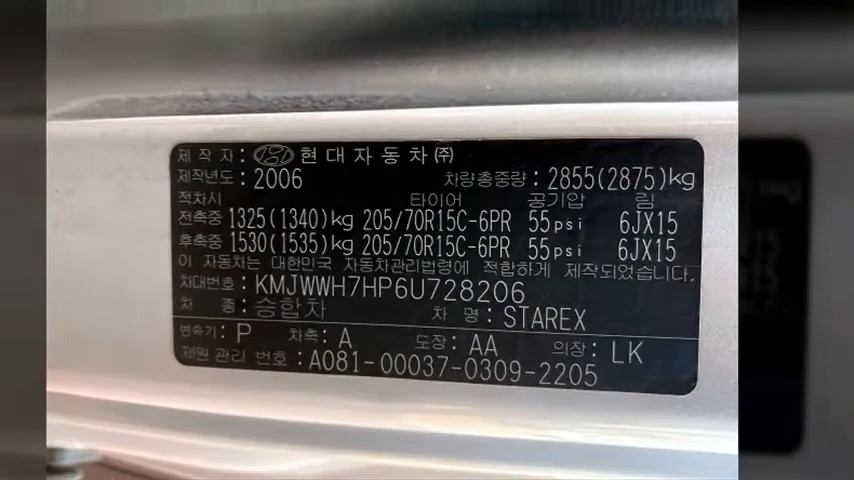 제 작 자 : 현대자동차㈜
제작년도 : 2006 차량총중량 : 2855(2875)kg
적차시 타이어 공기압 림
전축중 1325(1340)kg 205/70R15C-6PR 55psi 6JX15
후축중 1530(1535)kg 205/70R15C-6PR 55psi 6JX15
이 자동차는 대한민국 자동차관리법령에 적합하게 제작되었습니다.
차대번호 : KMJWWH7HP6U728206
차 종 : 승합차 차 명 : STAREX
변속기 : P 차축 : A 도장 : AA 의장 : LK
제원 관리 번호 : A081-00037-0309-2205